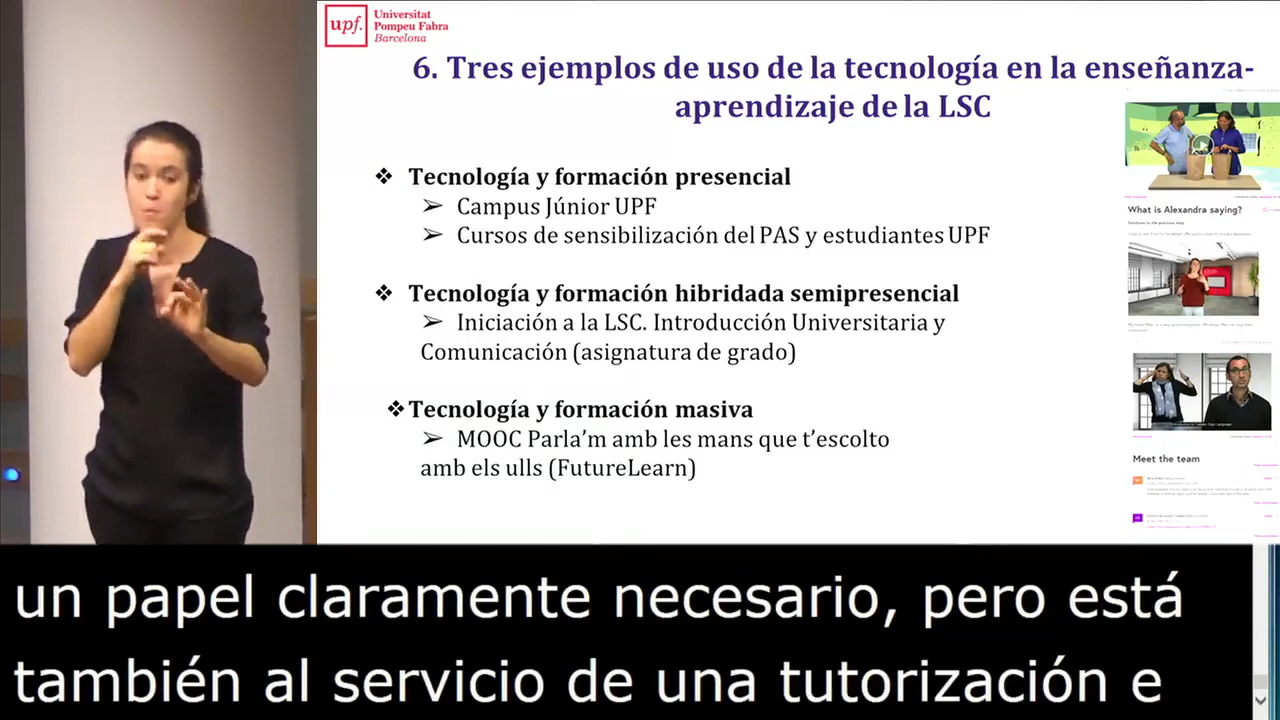 upf.
Universitat
Pompeu Fabra
Barcelona
6. Tres ejemplos de uso de la tecnología en la enseñanza-
aprendizaje de la LSC
❖ Tecnología y formación presencial
➢ Campus Júnior UPF
➢ Cursos de sensibilización del PAS y estudiantes UPF
❖ Tecnología y formación hibridada semipresencial
➢ Iniciación a la LSC. Introducción Universitaria y
Comunicación (asignatura de grado)
❖ Tecnología y formación masiva
➢ MOOC Parla’m amb les mans que t’escolto
amb els ulls (FutureLearn)
What is Alexandra saying?
Meet the team
un papel claramente necesario, pero está
también al servicio de una tutorización e